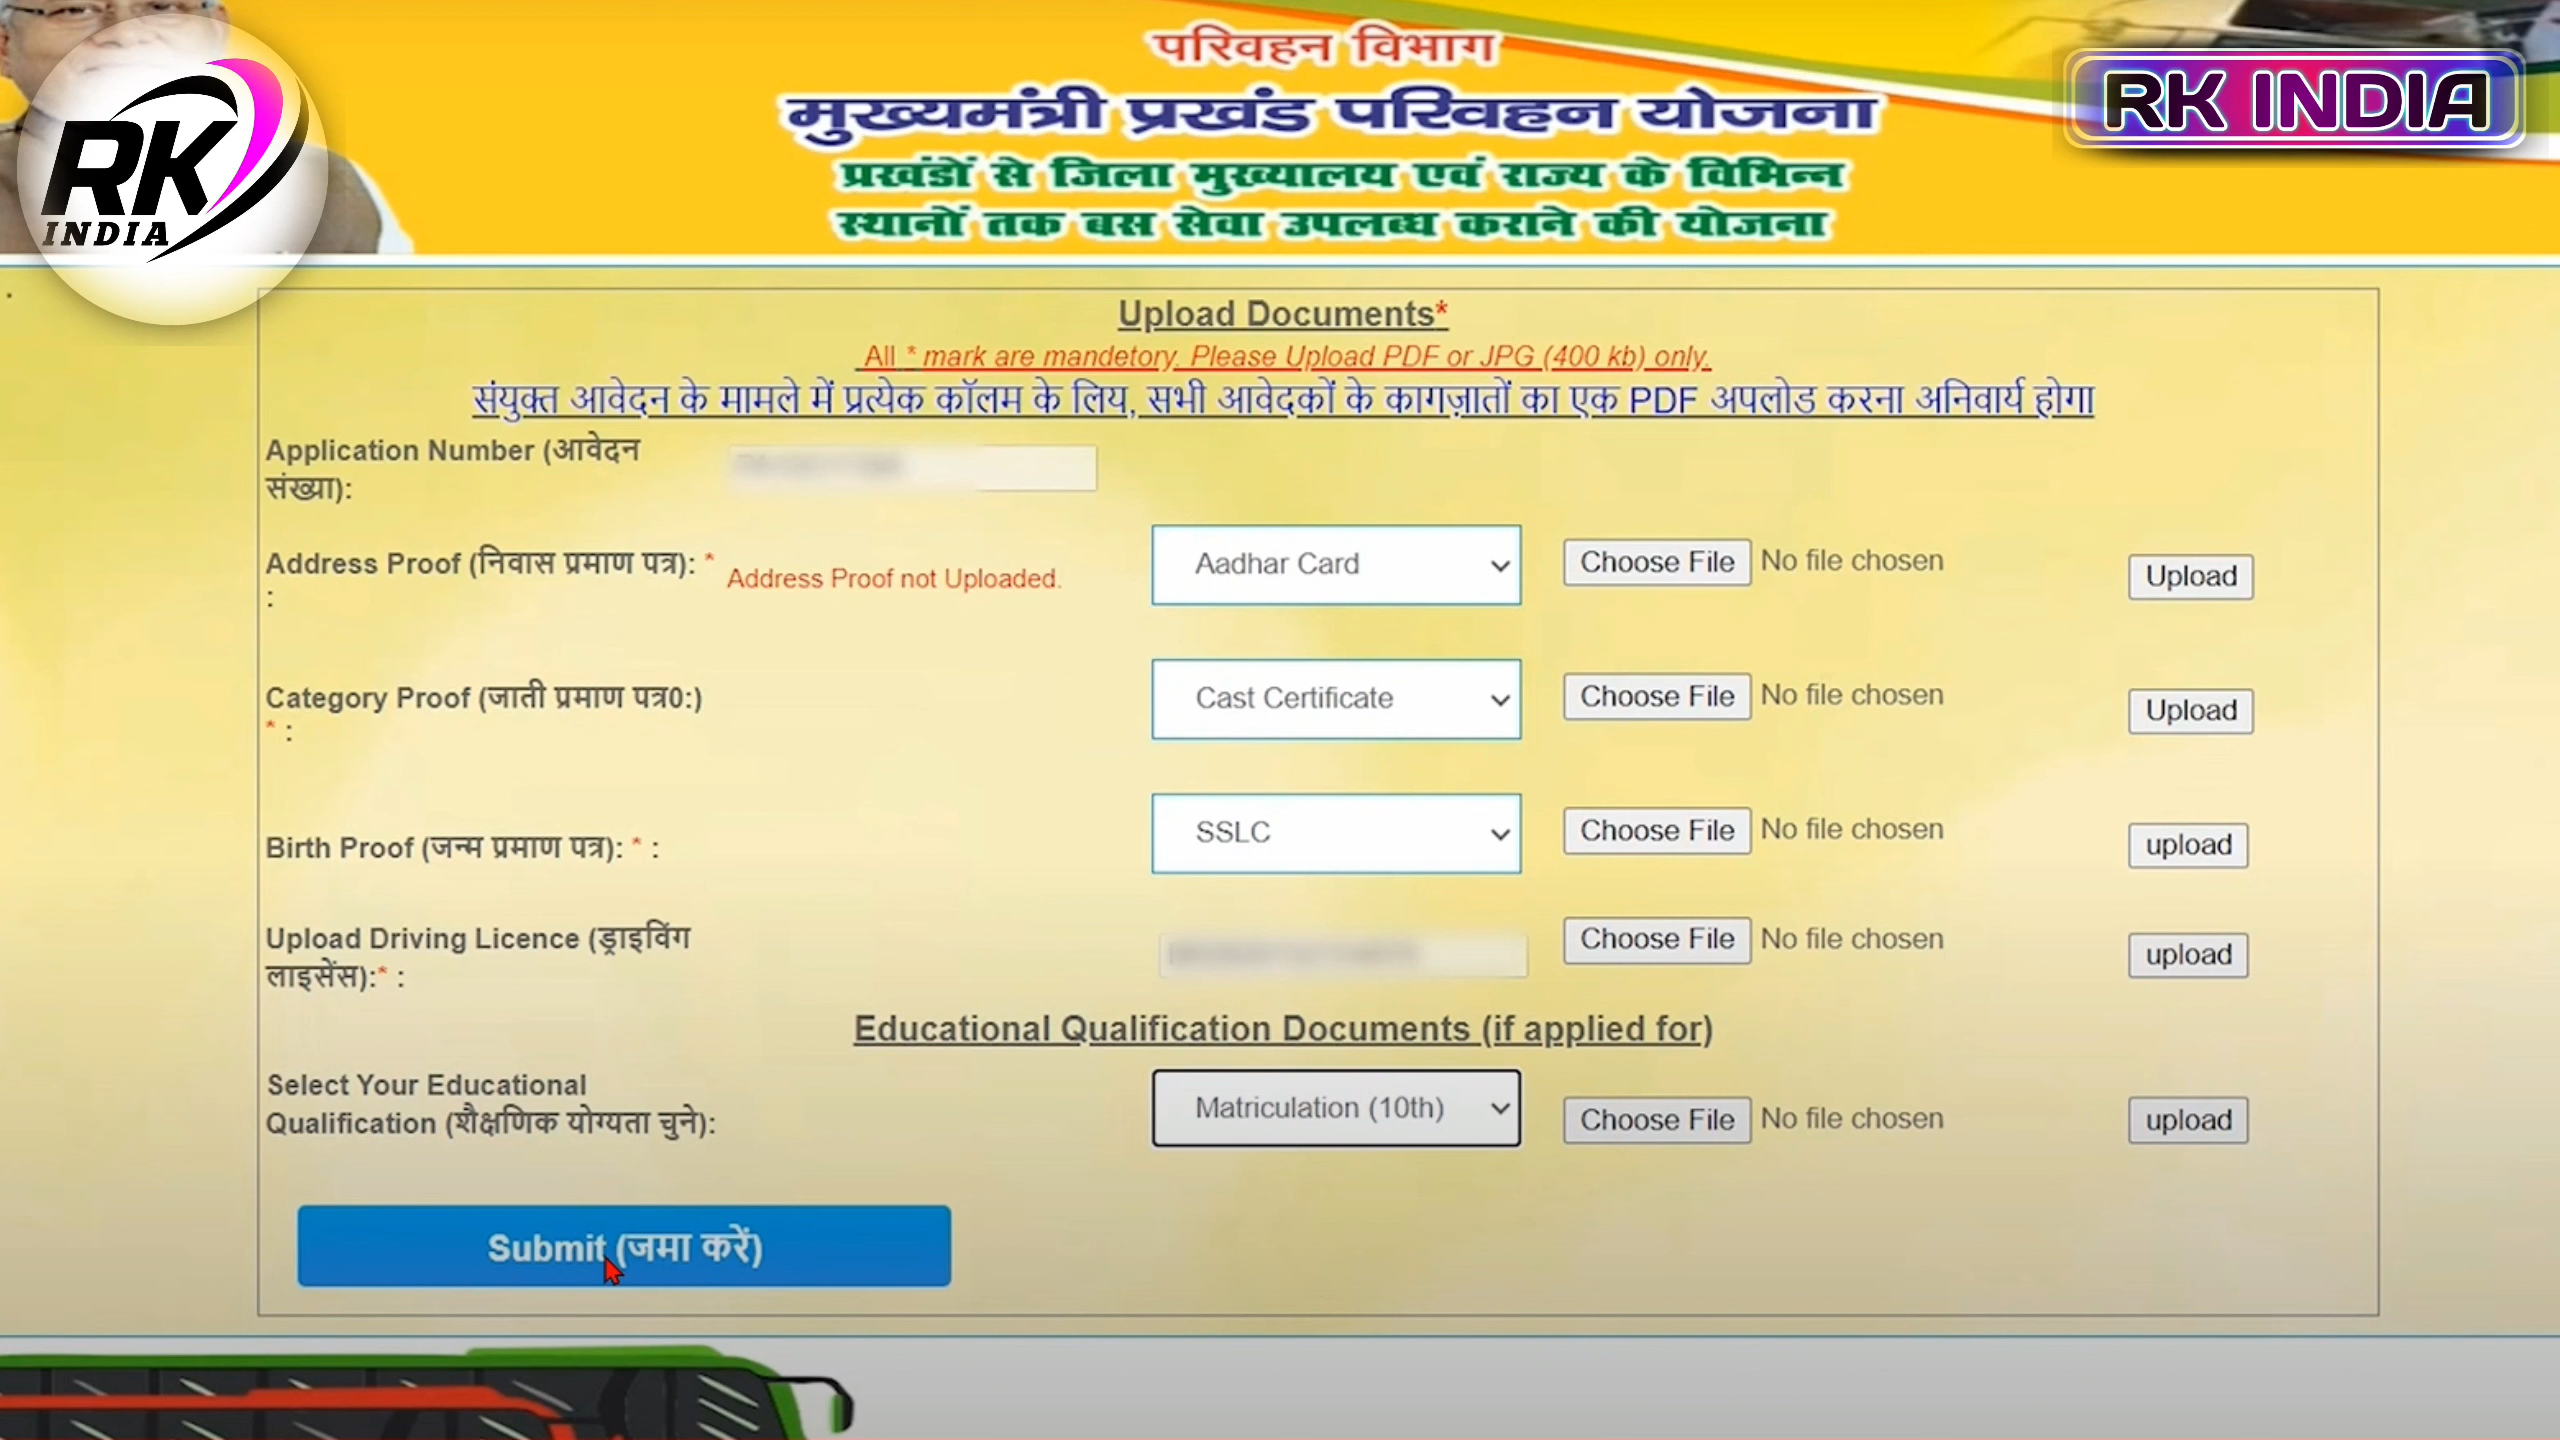 परिवहन विभाग
मुख्यमंत्री प्रखंड परिवहन योजना
प्रखंडों से जिला मुख्यालय एवं राज्य के विभिन्न
स्थानों तक बस सेवा उपलब्ध कराने की योजना
RK
INDIA
RK INDIA
Upload Documents*
All * mark are mandetory. Please Upload PDF or JPG (400 kb) only.
संयुक्त आवेदन के मामले में प्रत्येक कॉलम के लिय, सभी आवेदकों के कागज़ातों का एक PDF अपलोड करना अनिवार्य होगा
Application Number (आवेदन
संख्या):
Address Proof (निवास प्रमाण पत्र): *
:
Address Proof not Uploaded.
Aadhar Card
Choose File No file chosen
Upload
Category Proof (जाती प्रमाण पत्र0:)
* :
Cast Certificate
Choose File No file chosen
Upload
Birth Proof (जन्म प्रमाण पत्र): * :
SSLC
Choose File No file chosen
upload
Upload Driving Licence (ड्राइविंग
लाइसेंस):* :
Choose File No file chosen
upload
Educational Qualification Documents (if applied for)
Select Your Educational
Qualification (शैक्षणिक योग्यता चुने):
Matriculation (10th)
Choose File No file chosen
upload
Submit (जमा करें)